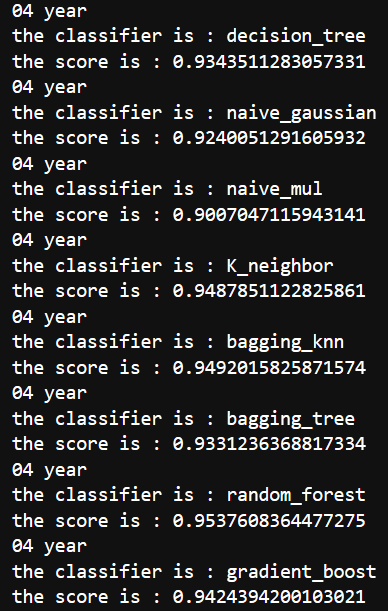 04 year
the classifier is : decision_tree
the score is : 0.9343511283057331
04 year
the classifier is : naive_gaussian
the score is : 0.9240051291605932
04 year
the classifier is : naive_mul
the score is : 0.9007047115943141
04 year
the classifier is : K_neighbor
the score is : 0.9487851122825861
04 year
the classifier is : bagging_knn
the score is : 0.9492015825871574
04 year
the classifier is : bagging_tree
the score is : 0.9331236368817334
04 year
the classifier is : random_forest
the score is : 0.9537608364477275
04 year
the classifier is : gradient_boost
the score is : 0.9424394200103021